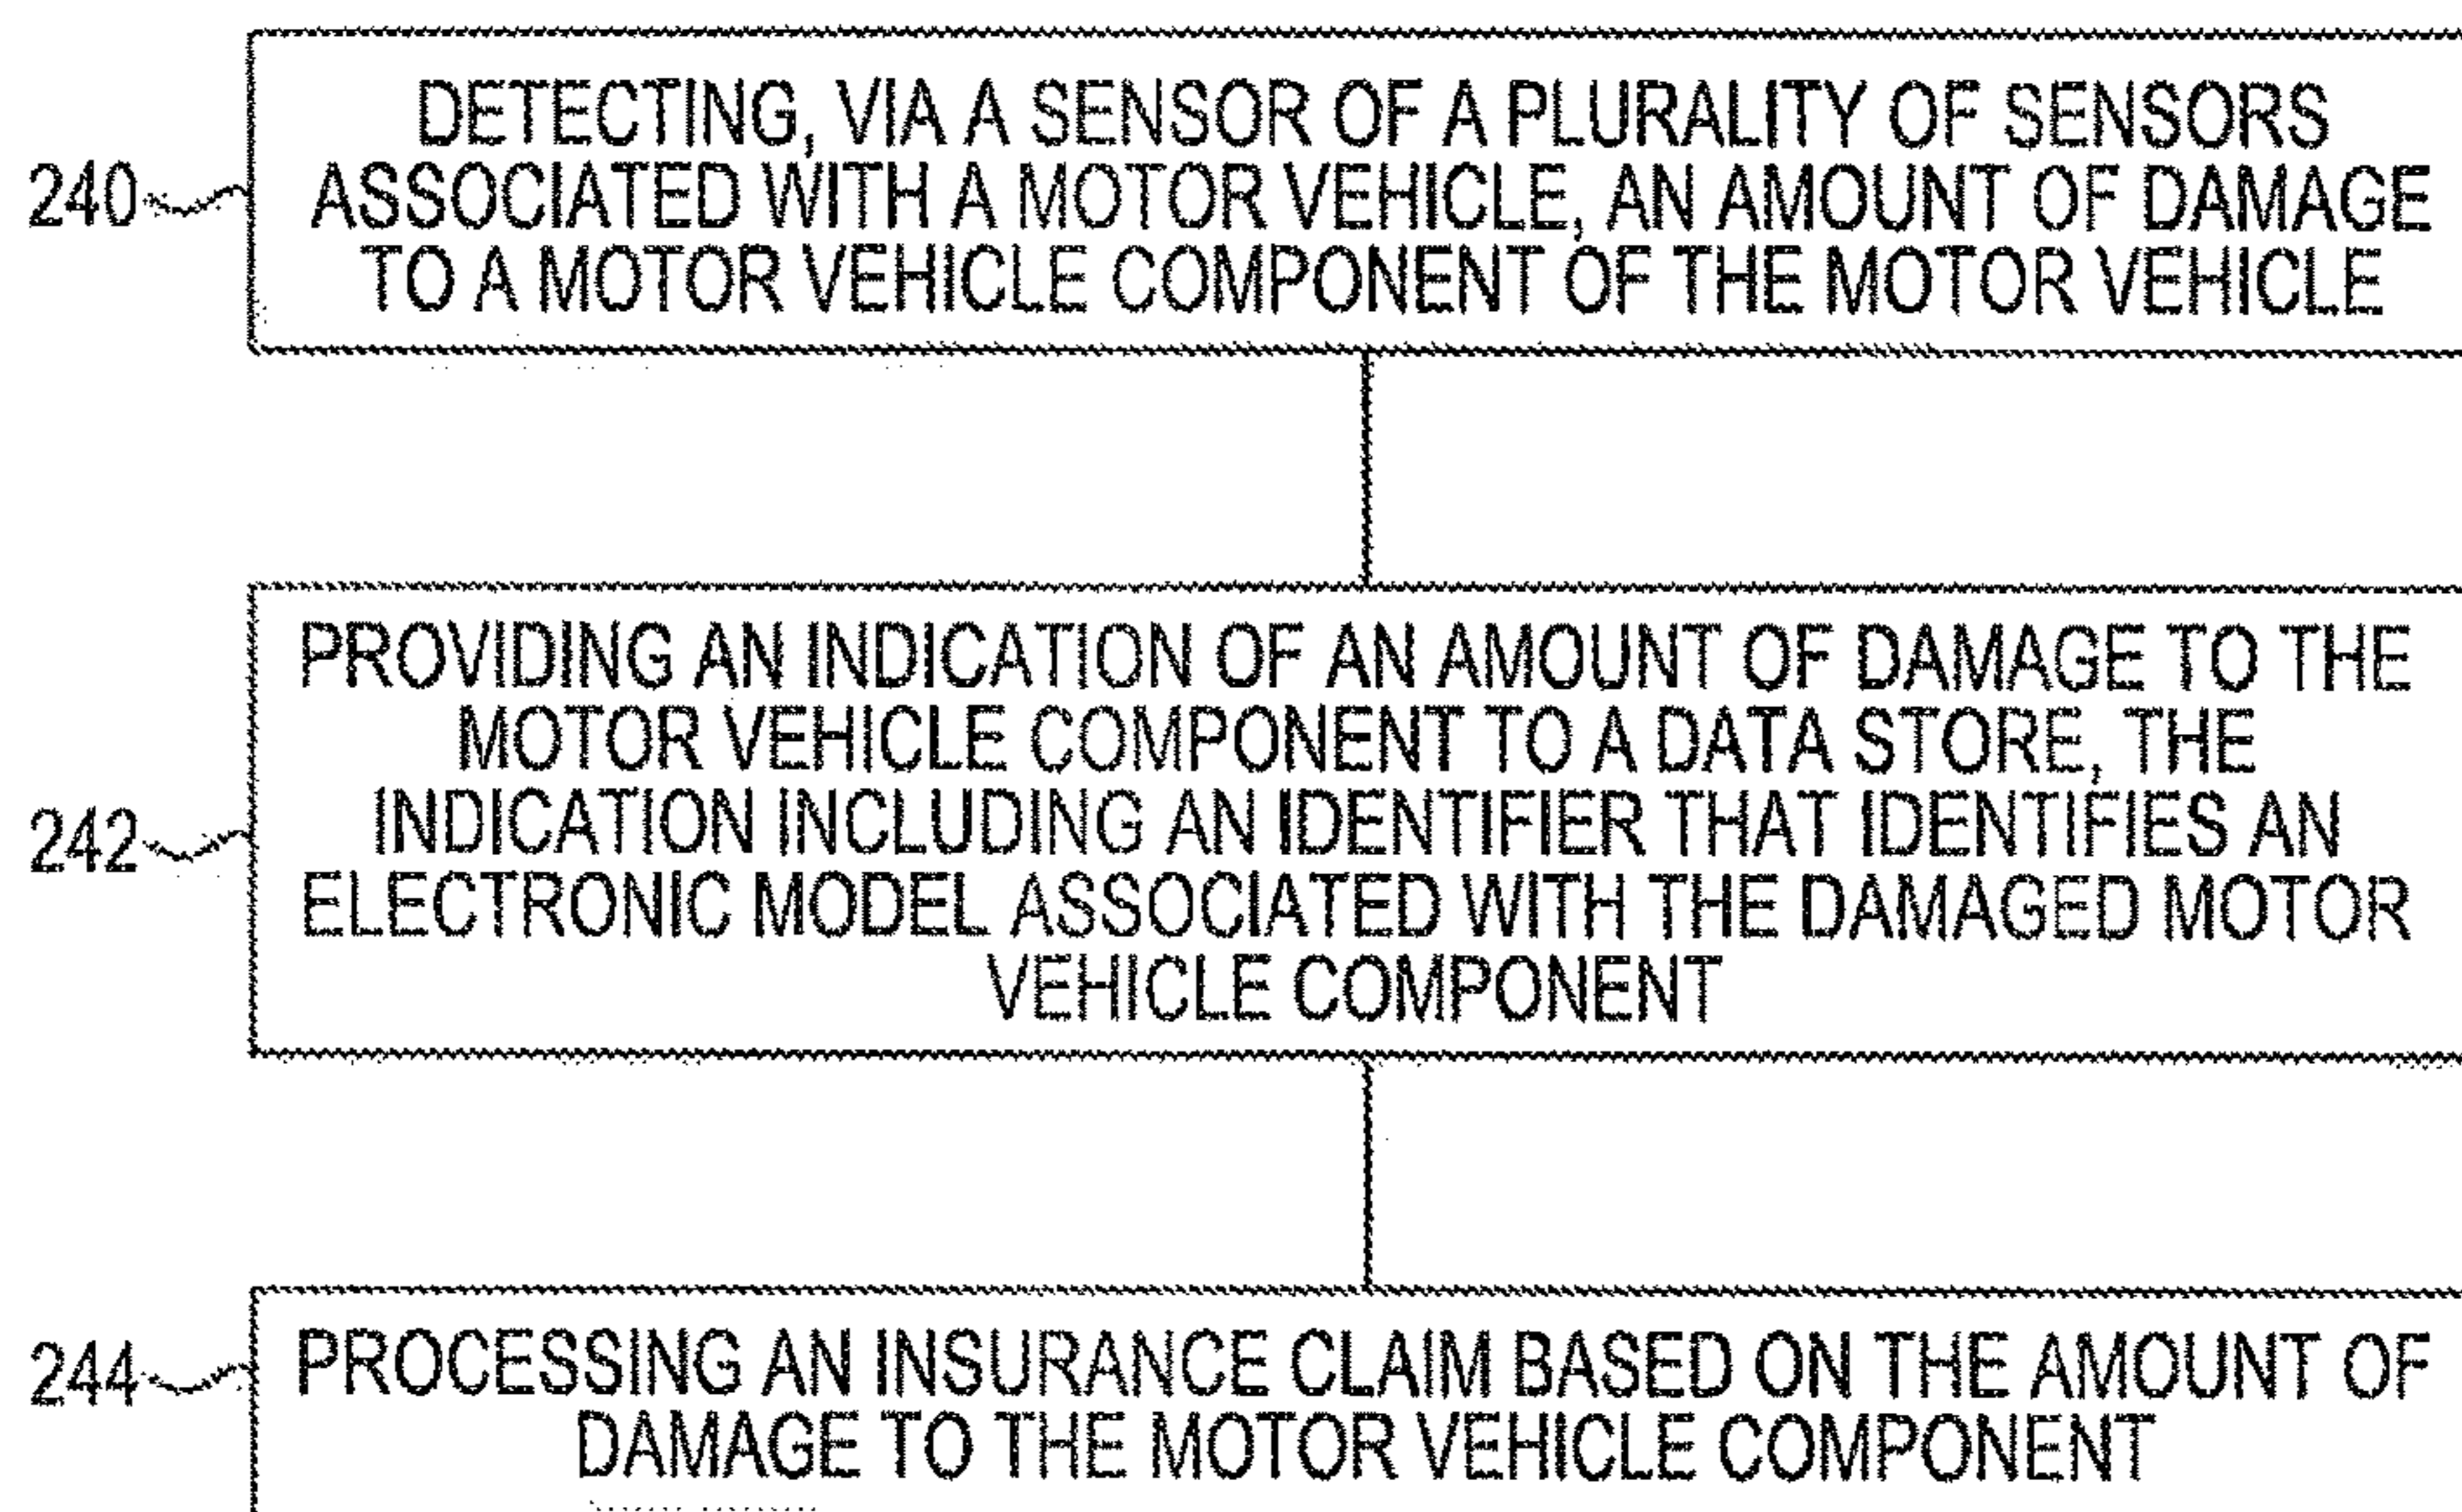 DETECTING, VIA A SENSOR OF A PLURALITY OF SENSORS
240 ASSOCIATED WITH A MOTOR VEHICLE, AN AMOUNT OF DAMAGE
TO A MOTOR VEHICLE COMPONENT OF THE MOTOR VEHICLE
PROVIDING AN INDICATION OF AN AMOUNT OF DAMAGE TO THE
MOTOR VEHICLE COMPONENT TO A DATA STORE, THE
242 INDICATION INCLUDING AN IDENTIFIER THAT IDENTIFIES AN
ELECTRONIC MODEL ASSOCIATED WITH THE DAMAGED MOTOR
VEHICLE COMPONENT
244 PROCESSING AN INSURANCE CLAIM BASED ON THE AMOUNT OF
DAMAGE TO THE MOTOR VEHICLE COMPONENT